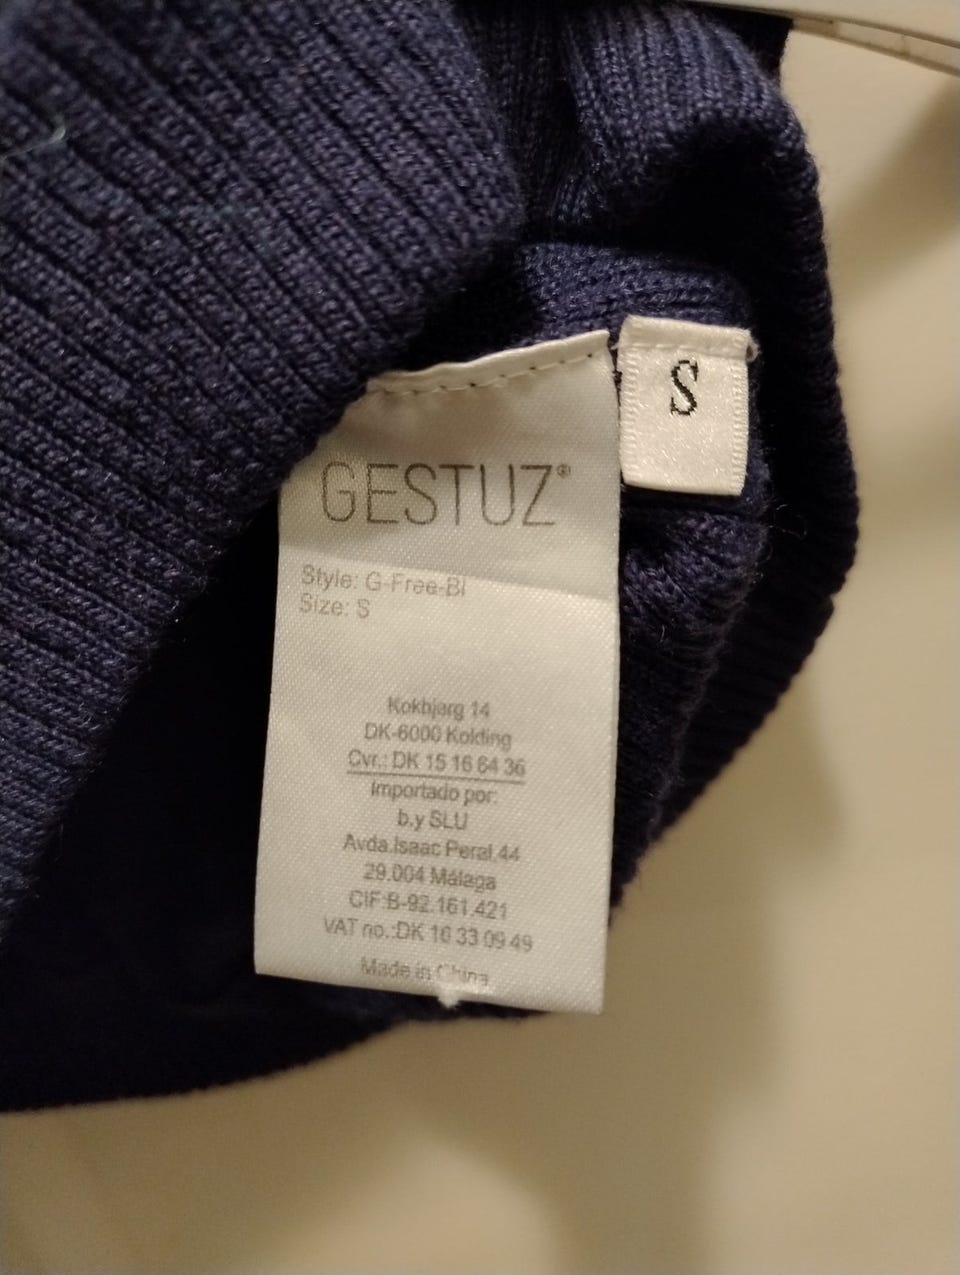 S
GESTUZ®
Style: G-Free-Bl
Size: S
Kokbjerg 14
DK-6000 Kolding
Cvr.: DK 15 16 64 36
Importado por:
b.y SLU
Avda.Isaac Peral.44
29.004 Málaga
CIF:B-92.161.421
VAT no.:DK 16 33 09 49
Made in China